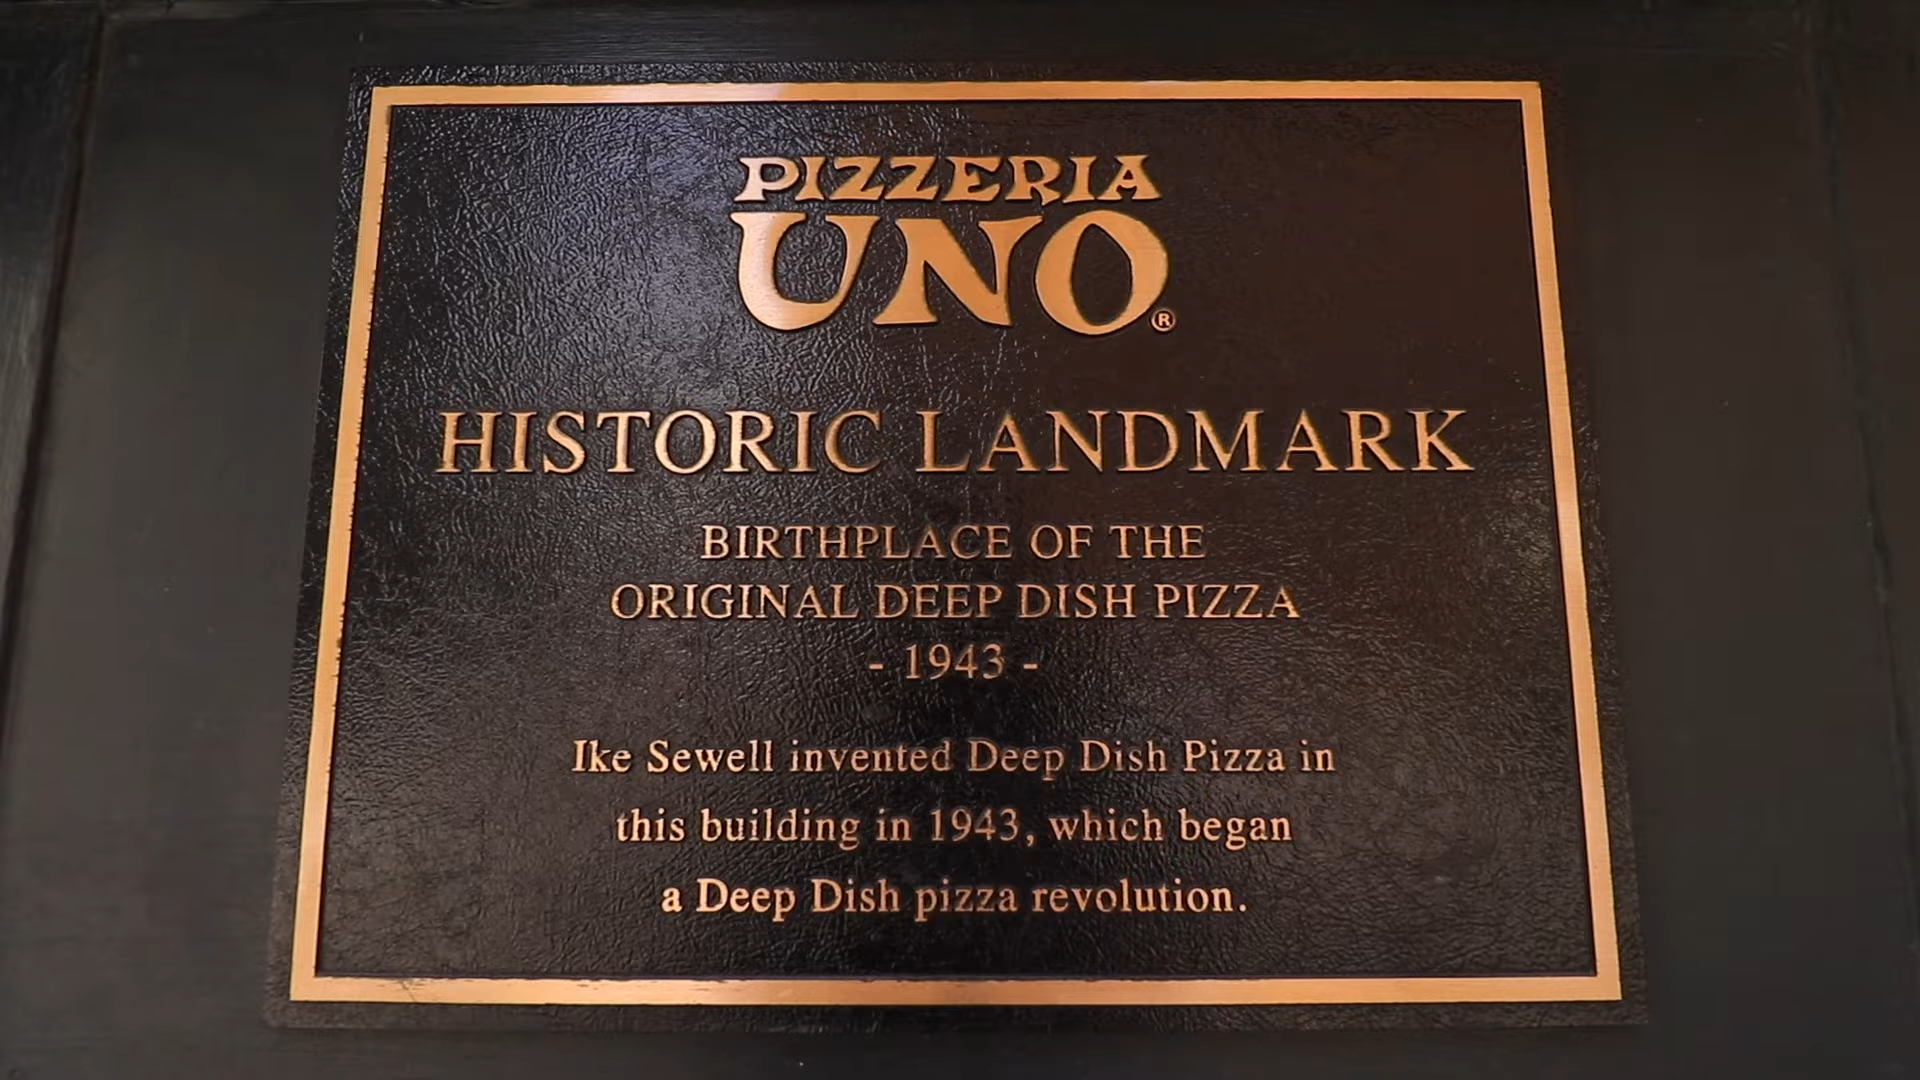 PIZZERIA
UNO®
HISTORIC LANDMARK
BIRTHPLACE OF THE
ORIGINAL DEEP DISH PIZZA
- 1943 -
Ike Sewell invented Deep Dish Pizza in
this building in 1943, which began
a Deep Dish pizza revolution.